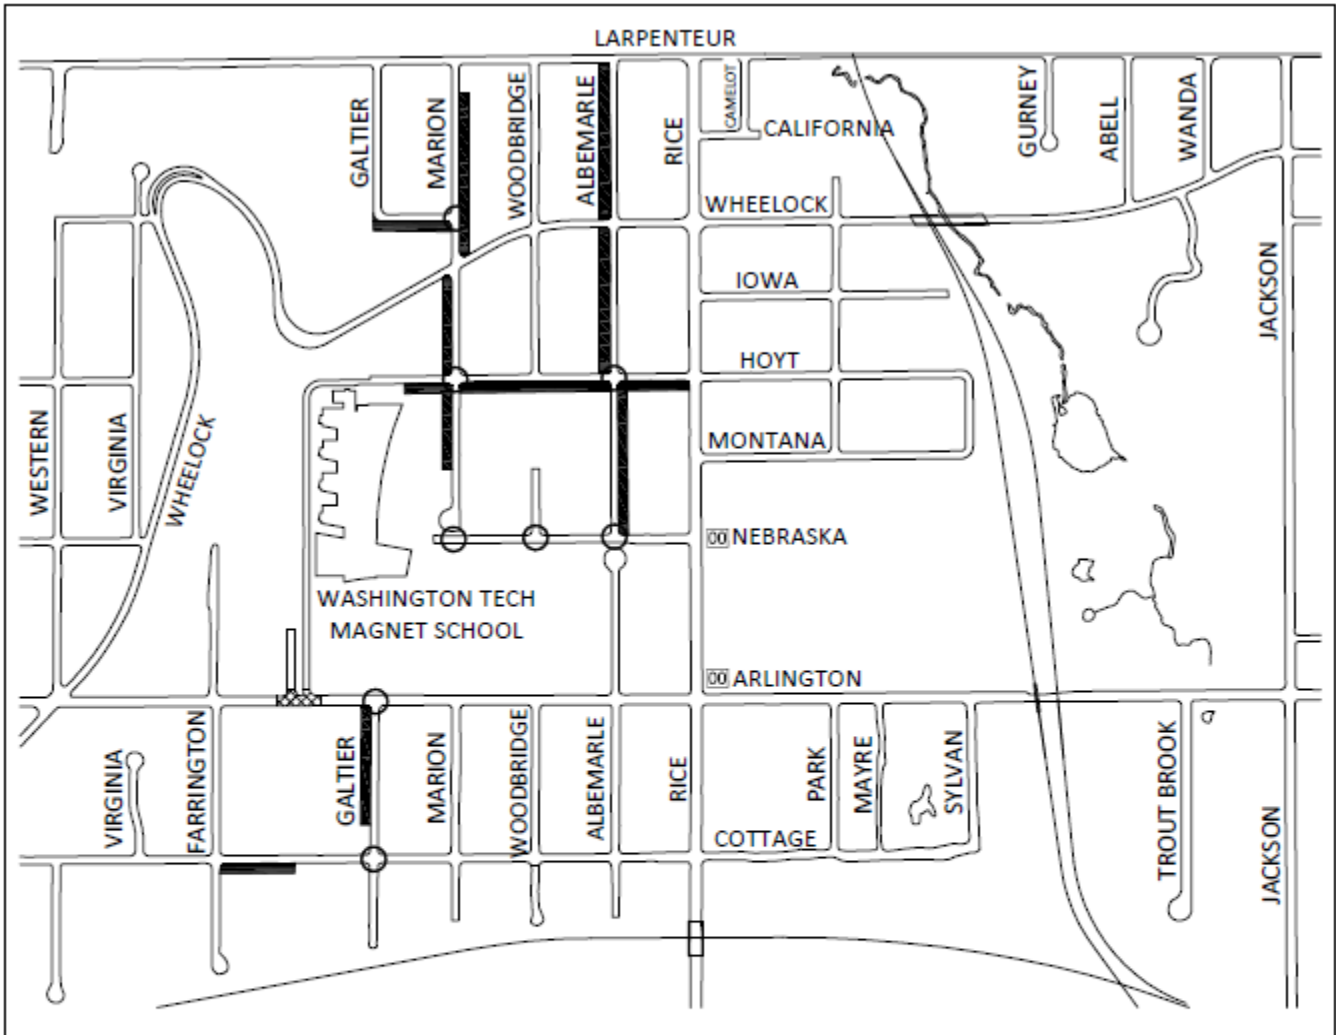 LARPENTEUR
GALTIER
MARION
WOODBRIDGE
ALBEMARLE
RICE
CAMELOT
CALIFORNIA
GURNEY
ABELL
WANDA
WHEELOCK
IOWA
JACKSON
HOYT
WESTERN
VIRGINIA
WHEELOCK
MONTANA
00 NEBRASKA
WASHINGTON TECH
MAGNET SCHOOL
00 ARLINGTON
VIRGINIA
FARRINGTON
GALTIER
MARION
WOODBRIDGE
ALBEMARLE
RICE
PARK
MAYRE
SYLVAN
COTTAGE
TROUT BROOK
JACKSON